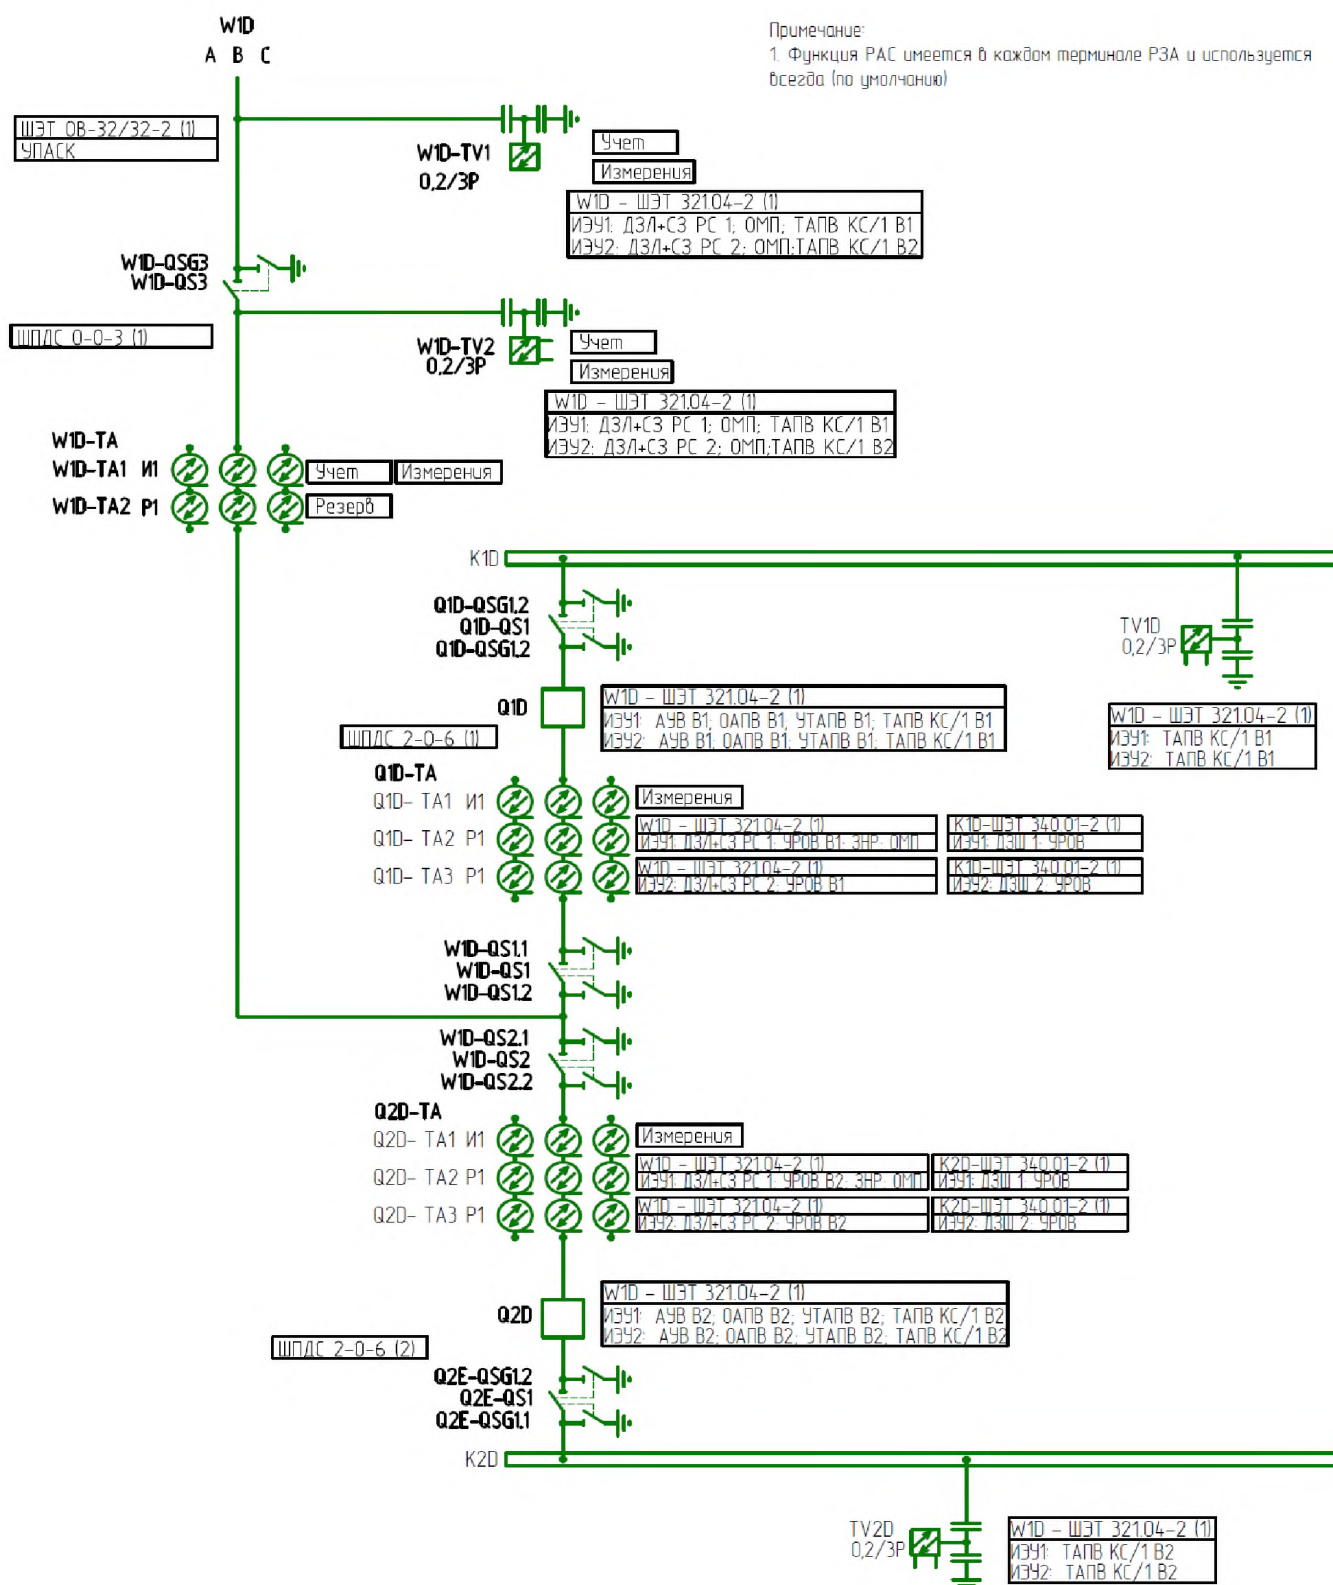 W1D
A B C
Примечание:
1. Функция РАС имеется в каждом терминале РЗА и используется
всегда (по умолчанию)
ШЭТ ОВ-32/32-2 (1)
УПАСК
W1D-TV1
0,2/3Р
Учет
Измерения
W1D - ШЭТ 321.04-2 (1)
ИЭУ1: ДЗЛ+СЗ РС 1; ОМП; ТАПВ КС/1 В1
ИЭУ2: ДЗЛ+СЗ РС 2; ОМП;ТАПВ КС/1 В2
W1D-QSG3
W1D-QS3
ШПДС 0-0-3 (1)
W1D-TV2
0,2/3Р
Учет
Измерения
W1D - ШЭТ 321.04-2 (1)
ИЭУ1: ДЗЛ+СЗ РС 1; ОМП; ТАПВ КС/1 В1
ИЭУ2: ДЗЛ+СЗ РС 2; ОМП;ТАПВ КС/1 В2
W1D-TA
W1D-TA1 И1
Учет
Измерения
W1D-TA2 Р1
Резерв
K1D
Q1D-QSG1.2
Q1D-QS1
Q1D-QSG1.2
TV1D
0,2/3Р
W1D - ШЭТ 321.04-2 (1)
ИЭУ1: ТАПВ КС/1 В1
ИЭУ2: ТАПВ КС/1 В1
Q1D
W1D - ШЭТ 321.04-2 (1)
ИЭУ1: АУВ В1; ОАПВ В1; УТАПВ В1; ТАПВ КС/1 В1
ИЭУ2: АУВ В1; ОАПВ В1; УТАПВ В1; ТАПВ КС/1 В1
ШПДС 2-0-6 (1)
Q1D-TA
Q1D- TA1 И1
Измерения
Q1D- TA2 Р1
W1D - ШЭТ 321.04-2 (1)
ИЭУ1: ДЗЛ+СЗ РС 1; УРОВ В1; ЗНР; ОМП
K1D-ШЭТ 340.01-2 (1)
ИЭУ1: ДЗШ 1; УРОВ
Q1D- TA3 Р1
W1D - ШЭТ 321.04-2 (1)
ИЭУ2: ДЗЛ+СЗ РС 2; УРОВ В1
K1D-ШЭТ 340.01-2 (1)
ИЭУ2: ДЗШ 2; УРОВ
W1D-QS1.1
W1D-QS1
W1D-QS1.2
W1D-QS2.1
W1D-QS2
W1D-QS2.2
Q2D-TA
Q2D- TA1 И1
Измерения
Q2D- TA2 Р1
W1D - ШЭТ 321.04-2 (1)
ИЭУ1: ДЗЛ+СЗ РС 1; УРОВ В2; ЗНР; ОМП
K2D-ШЭТ 340.01-2 (1)
ИЭУ1: ДЗШ 1; УРОВ
Q2D- TA3 Р1
W1D - ШЭТ 321.04-2 (1)
ИЭУ2: ДЗЛ+СЗ РС 2; УРОВ В2
K2D-ШЭТ 340.01-2 (1)
ИЭУ2: ДЗШ 2; УРОВ
Q2D
W1D - ШЭТ 321.04-2 (1)
ИЭУ1: АУВ В2; ОАПВ В2; УТАПВ В2; ТАПВ КС/1 В2
ИЭУ2: АУВ В2; ОАПВ В2; УТАПВ В2; ТАПВ КС/1 В2
ШПДС 2-0-6 (2)
Q2E-QSG1.2
Q2E-QS1
Q2E-QSG1.1
K2D
TV2D
0,2/3Р
W1D - ШЭТ 321.04-2 (1)
ИЭУ1: ТАПВ КС/1 В2
ИЭУ2: ТАПВ КС/1 В2